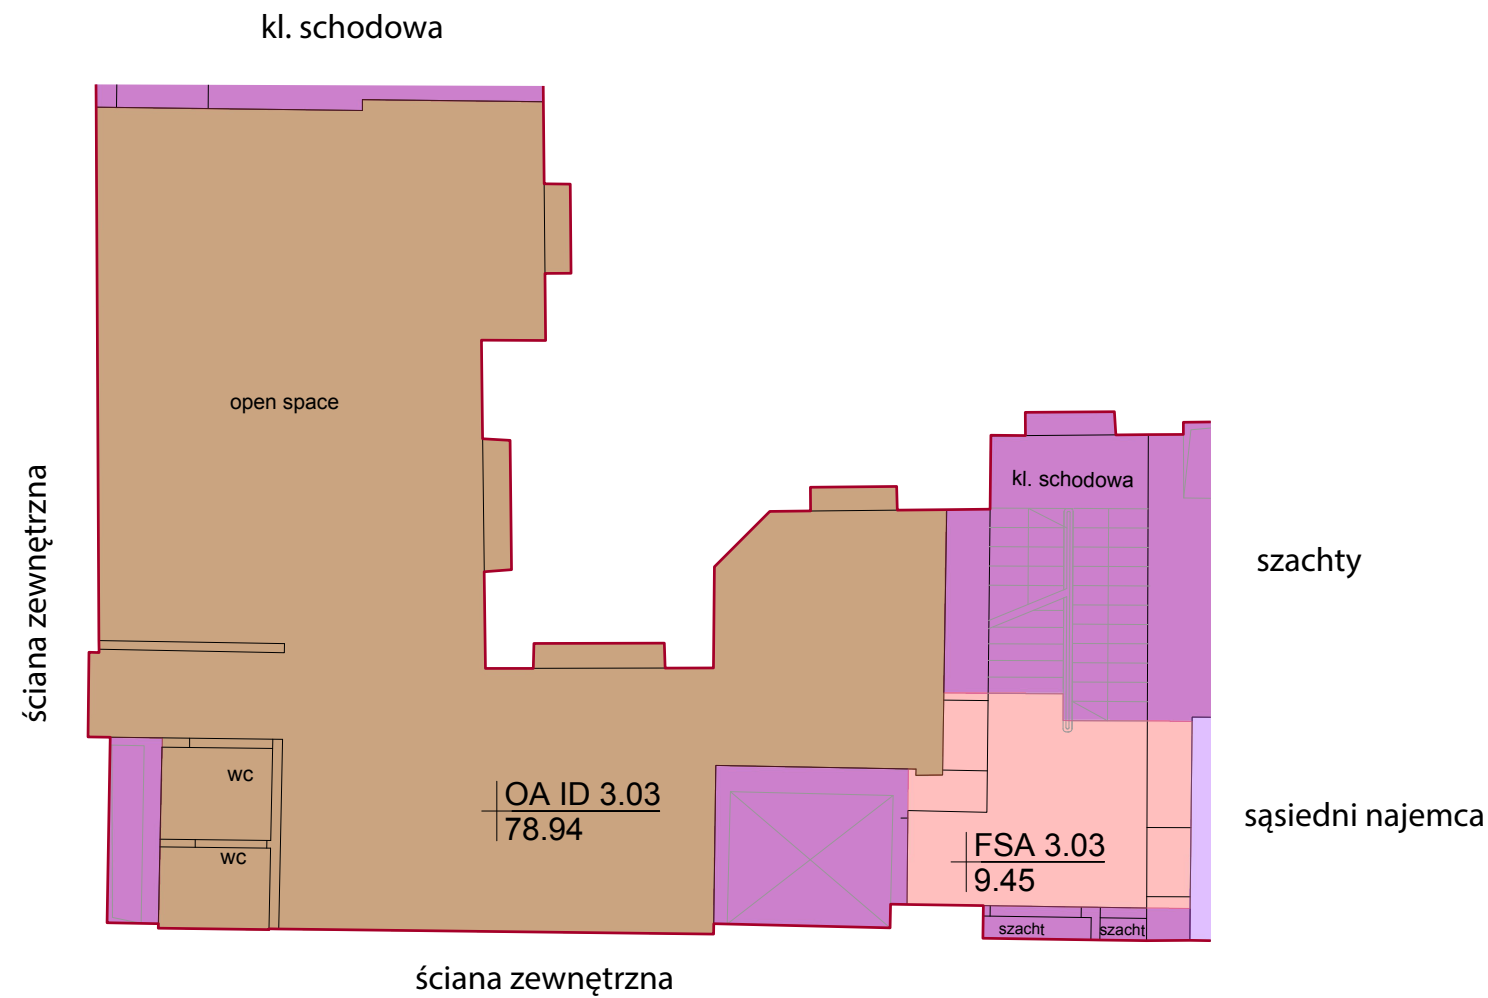 kl. schodowa
open space
kl. schodowa
ściana zewnętrzna
szachty
wc
OA ID 3.03
78.94
sąsiedni najemca
wc
FSA 3.03
9.45
szacht
szacht
ściana zewnętrzna